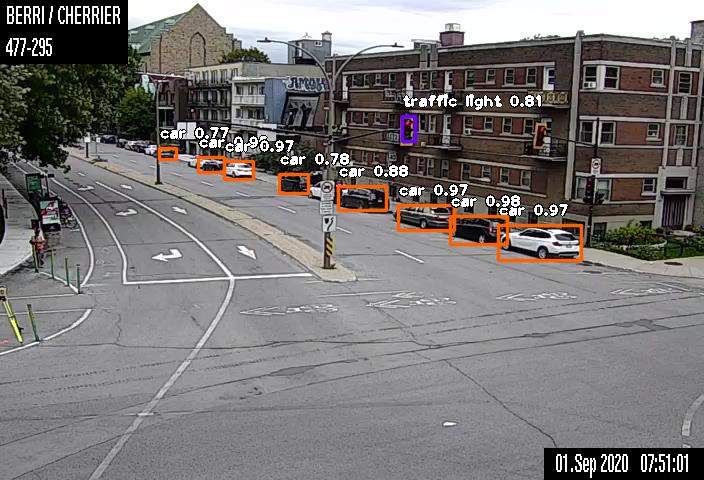 BERRI / CHERRIER
477-295
traffic light 0.81
car 0.77
car 0.97
car 0.78
car 0.88
car 0.97
car 0.98
car 0.97
01.Sep 2020 07:51:01